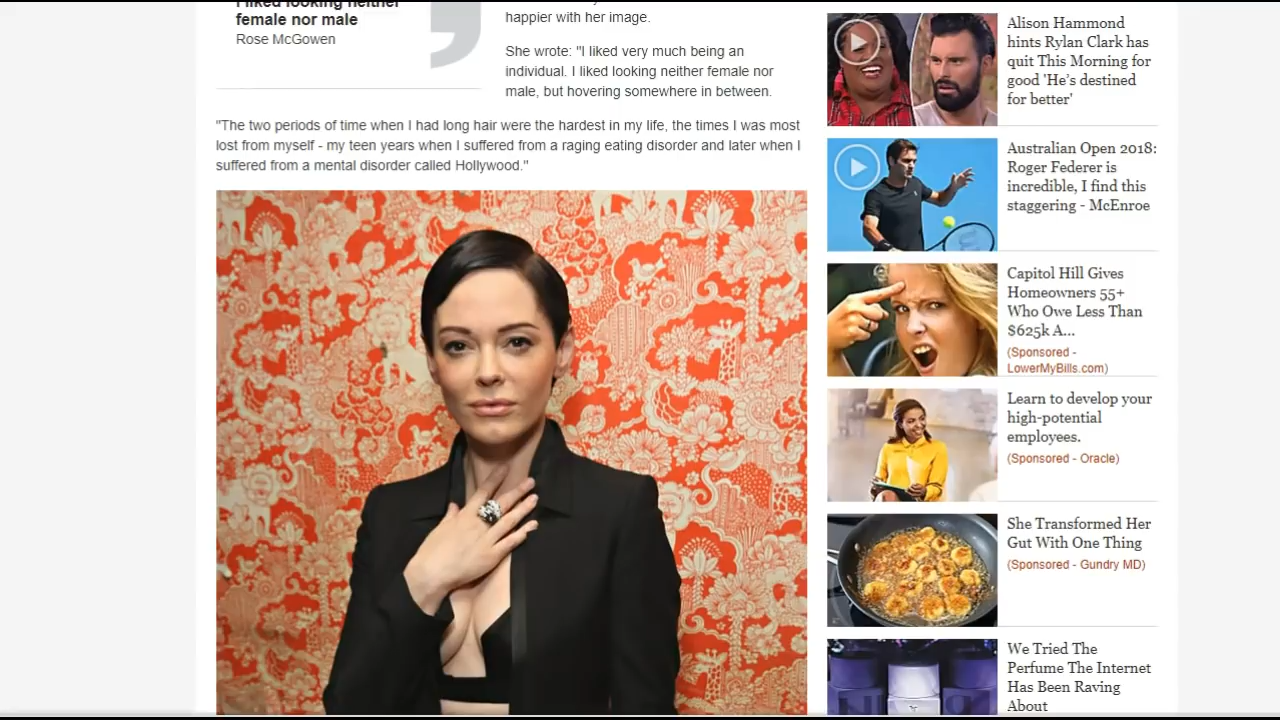 I liked looking neither
female nor male
Rose McGowen
happier with her image.
She wrote: "I liked very much being an
individual. I liked looking neither female nor
male, but hovering somewhere in between.
"The two periods of time when I had long hair were the hardest in my life, the times I was most
lost from myself - my teen years when I suffered from a raging eating disorder and later when I
suffered from a mental disorder called Hollywood."
Alison Hammond
hints Rylan Clark has
quit This Morning for
good 'He's destined
for better'
Australian Open 2018:
Roger Federer is
incredible, I find this
staggering - McEnroe
Capitol Hill Gives
Homeowners 55+
Who Owe Less Than
$625k A...
(Sponsored -
LowerMyBills.com)
Learn to develop your
high-potential
employees.
(Sponsored - Oracle)
She Transformed Her
Gut With One Thing
(Sponsored - Gundry MD)
We Tried The
Perfume The Internet
Has Been Raving
About